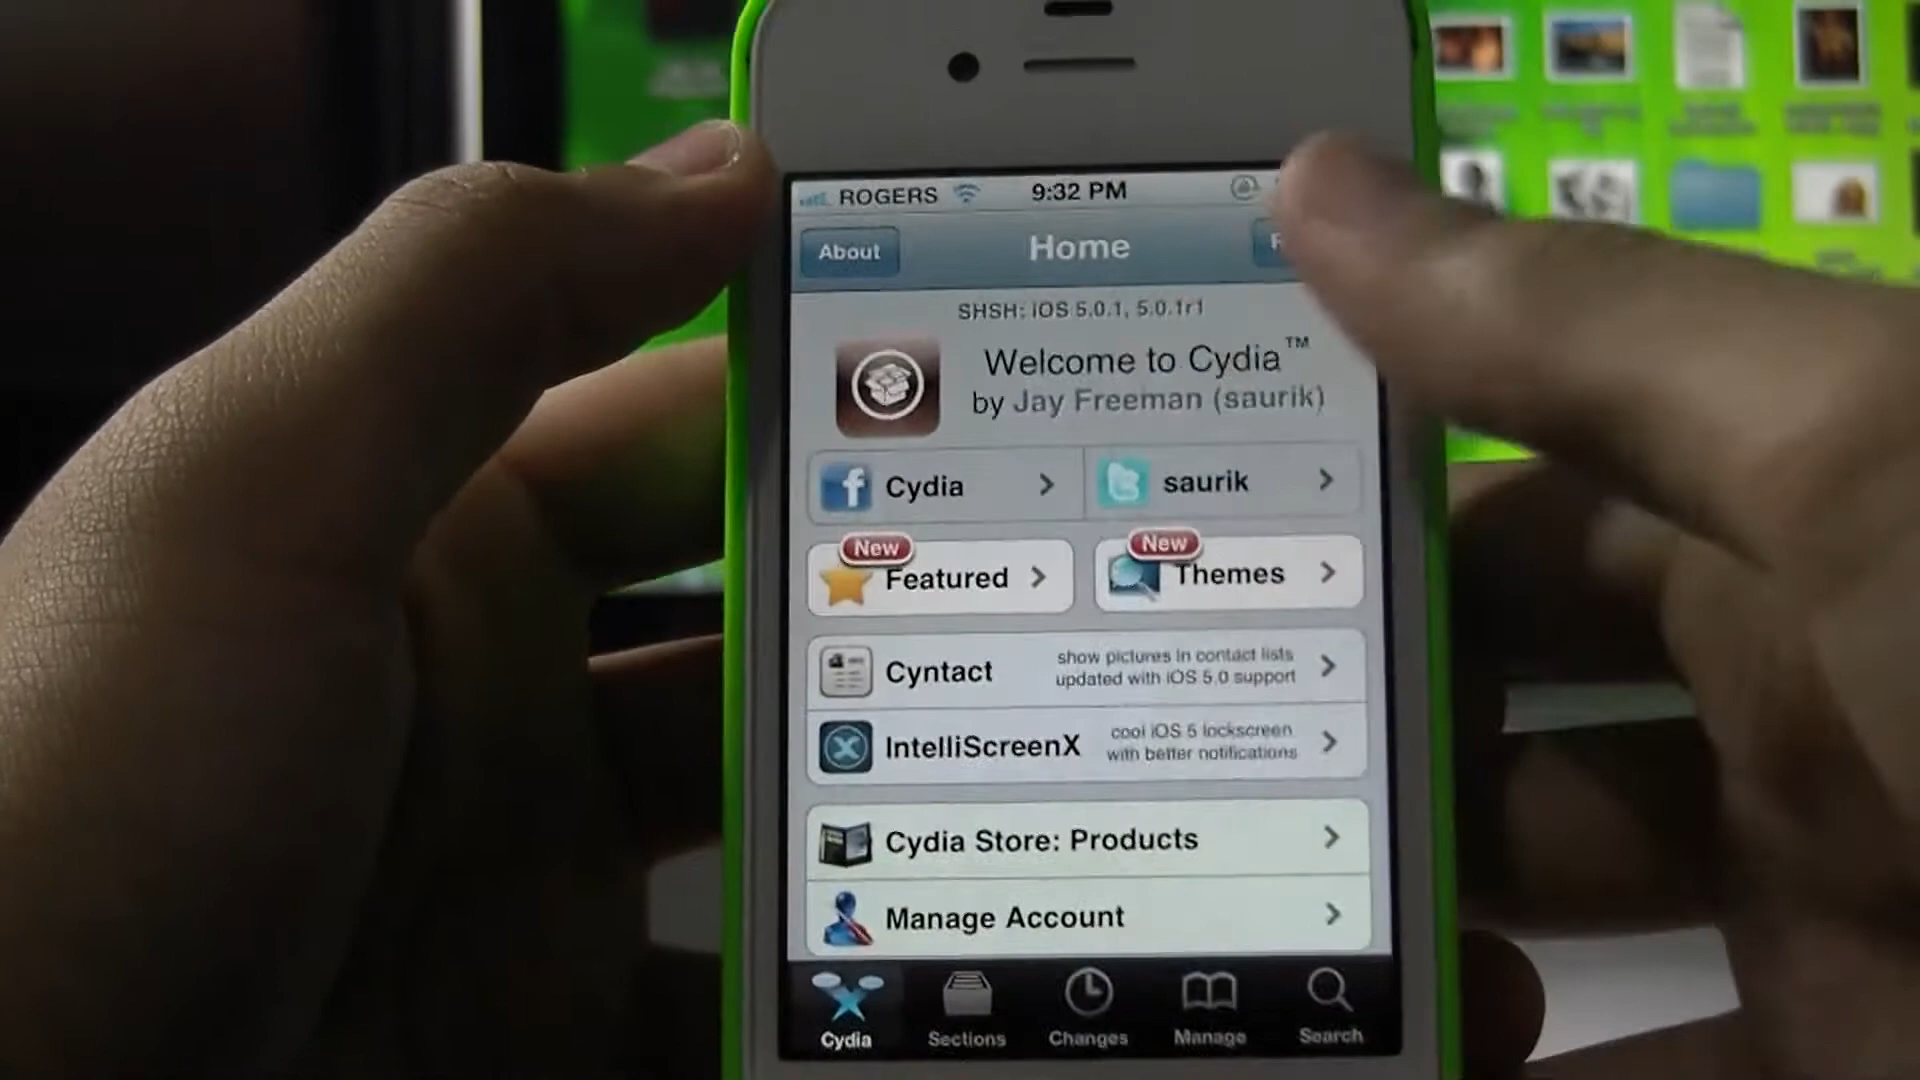 ROGERS 9:32 PM
About Home
SHSH: iOS 5.0.1, 5.0.1r1
Welcome to Cydia™
by Jay Freeman (saurik)
Cydia saurik
New New
Featured Themes
Cyntact show pictures in contact lists
updated with iOS 5.0 support
IntelliScreenX cool iOS 5 lockscreen
with better notifications
Cydia Store: Products
Manage Account
Cydia Sections Changes Manage Search